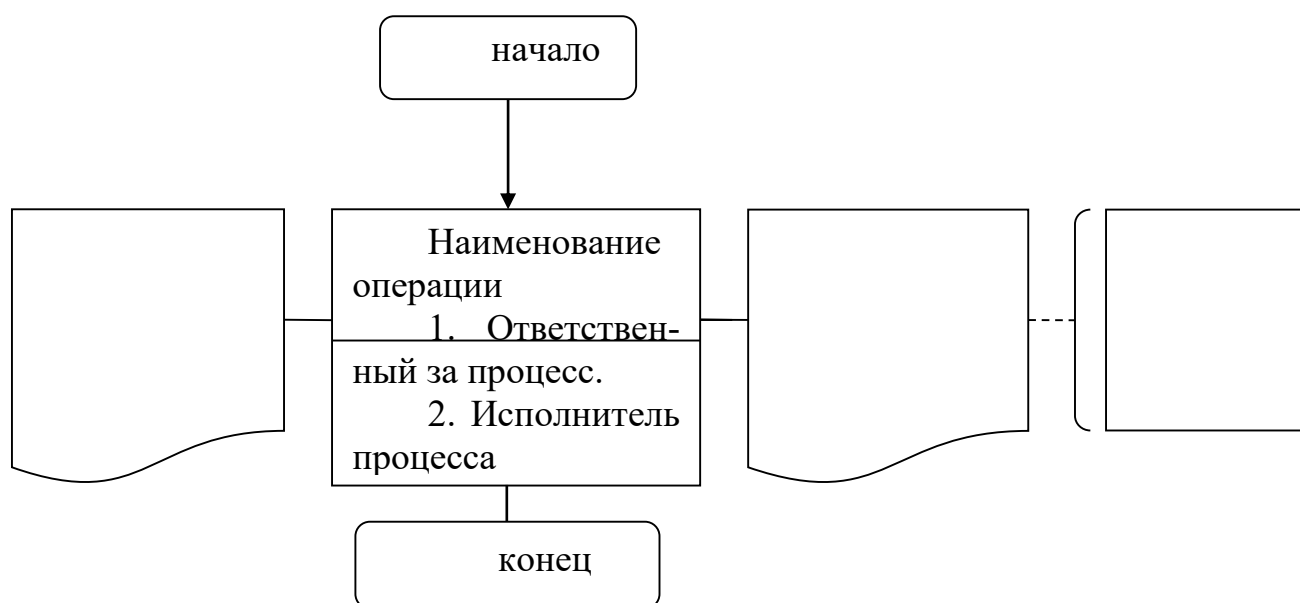 начало
Наименование
операции
1. Ответствен-
ный за процесс.
2. Исполнитель
процесса
конец